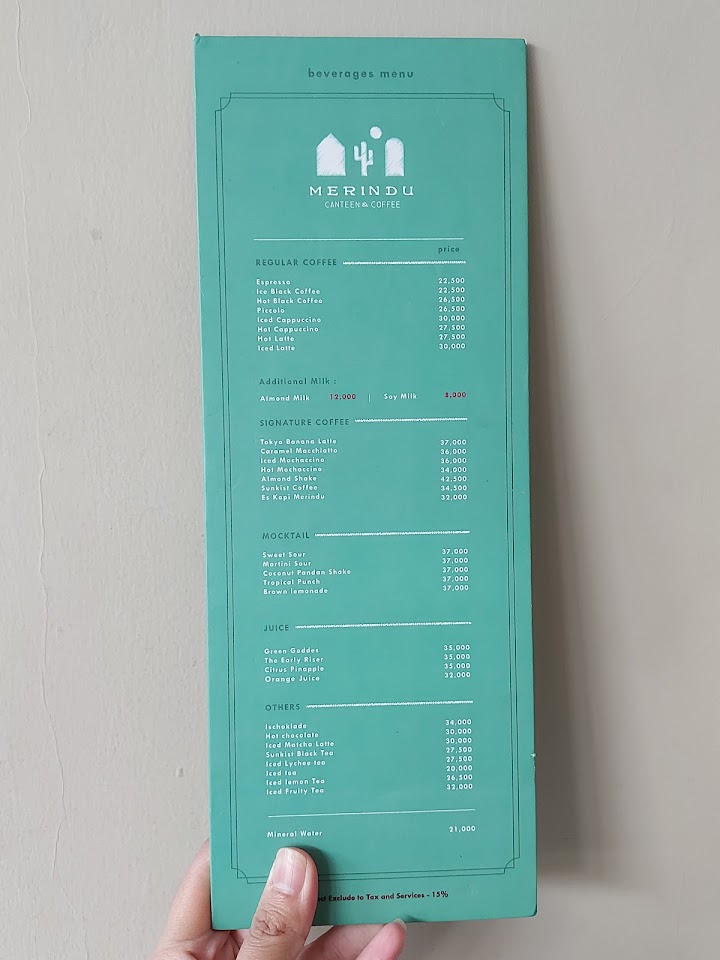 beverages menu
MERINDU
CANTEEN & COFFEE
price
REGULAR COFFEE
Espresso 22,500
Ice Black Coffee 22,500
Hot Black Coffee 26,500
Piccolo 26,500
Iced Cappuccino 30,000
Hot Cappuccino 27,500
Hot Latte 27,500
Iced Latte 30,000
Additional Milk :
Almond Milk 12,000 | Soy Milk 8,000
SIGNATURE COFFEE
Tokyo Banana Latte 37,000
Caramel Macchiatto 36,000
Iced Mochaccino 36,000
Hot Mochaccino 34,000
Almond Shake 42,500
Sunkist Coffee 34,500
Es Kopi Merindu 32,000
MOCKTAIL
Sweet Sour 37,000
Martini Sour 37,000
Coconut Pandan Shake 37,000
Tropical Punch 37,000
Brown lemonade 37,000
JUICE
Green Goddes 35,000
The Early Riser 35,000
Citrus Pinapple 35,000
Orange Juice 32,000
OTHERS
Ischoklade 34,000
Hot chocolate 30,000
Iced Matcha Latte 30,000
Sunkist Black Tea 27,500
Iced Lychee tea 27,500
Iced tea 20,000
Iced lemon Tea 26,500
Iced Fruity Tea 32,000
Mineral Water 21,000
Exclude to Tax and Services - 15%